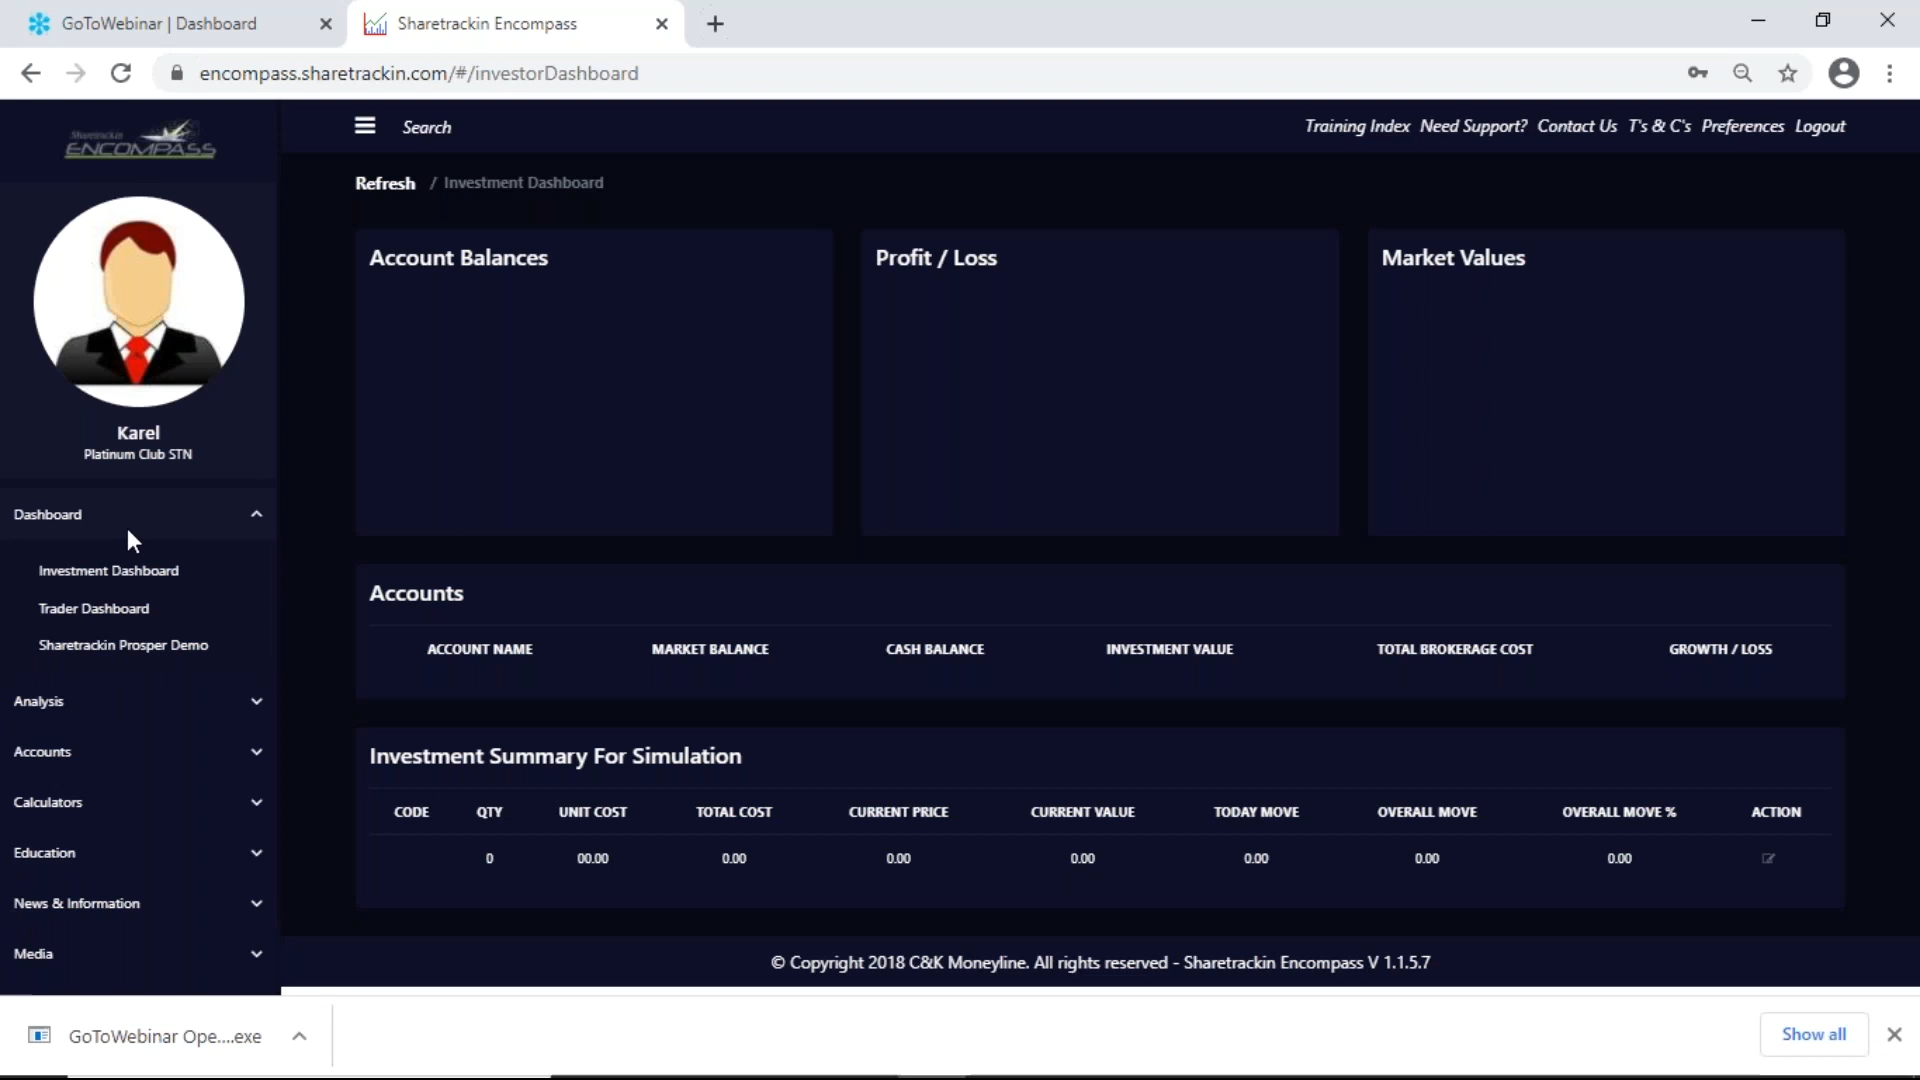 GoToWebinar | Dashboard
Sharetrackin Encompass
encompass.sharetrackin.com/#/investorDashboard
Sharetrackin
ENCOMPASS
Search
Training Index Need Support? Contact Us T's & C's Preferences Logout
Refresh / Investment Dashboard
Karel
Platinum Club STN
Dashboard
Investment Dashboard
Trader Dashboard
Sharetrackin Prosper Demo
Analysis
Accounts
Calculators
Education
News & Information
Media
Account Balances
Profit / Loss
Market Values
Accounts
ACCOUNT NAME MARKET BALANCE CASH BALANCE INVESTMENT VALUE TOTAL BROKERAGE COST GROWTH / LOSS
Investment Summary For Simulation
CODE QTY UNIT COST TOTAL COST CURRENT PRICE CURRENT VALUE TODAY MOVE OVERALL MOVE OVERALL MOVE % ACTION
0 00.00 0.00 0.00 0.00 0.00 0.00 0.00
© Copyright 2018 C&K Moneyline. All rights reserved - Sharetrackin Encompass V 1.1.5.7
GoToWebinar Ope....exe
Show all